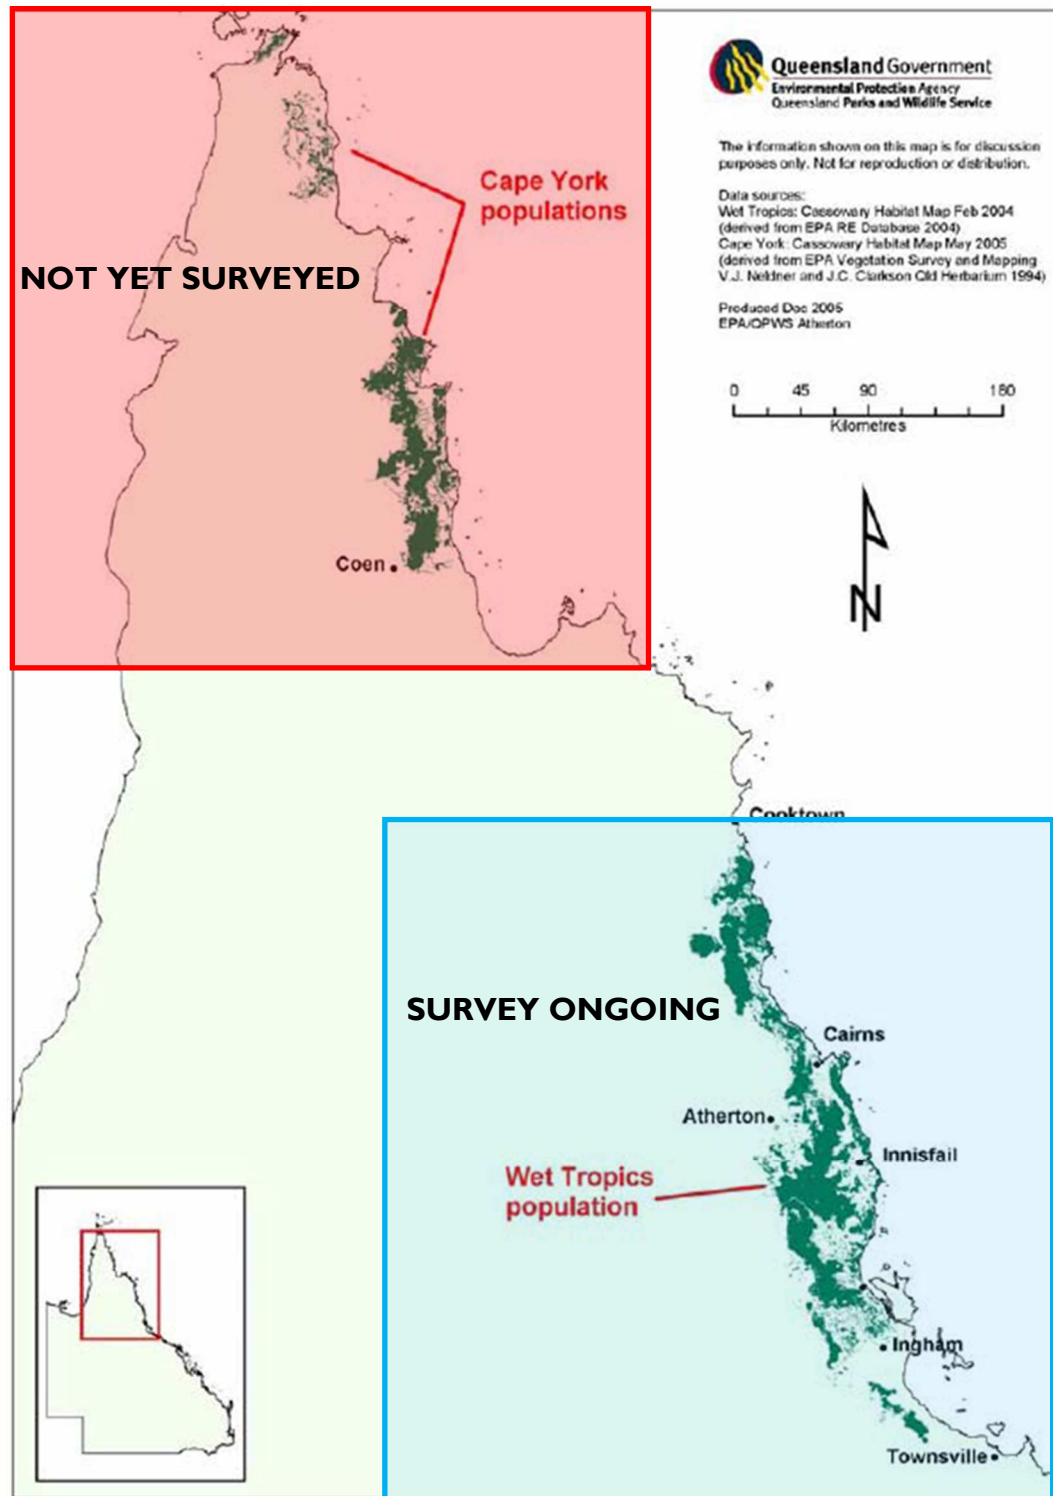 Queensland Government
Environmental Protection Agency
Queensland Parks and Wildlife Service
The information shown on this map is for discussion
purposes only. Not for reproduction or distribution.
Data sources:
Wet Tropics: Cassowary Habitat Map Feb 2004
(derived from EPA RE Database 2004)
Cape York: Cassowary Habitat Map May 2005
(derived from EPA Vegetation Survey and Mapping
V.J. Neldner and J.C. Clarkson Qld Herbarium 1994)
Produced Dec 2005
EPA/QPWS Atherton
0 45 90 180
Kilometres
N
Cape York
populations
NOT YET SURVEYED
Coen
Cooktown
SURVEY ONGOING
Cairns
Atherton
Innisfail
Wet Tropics
population
Ingham
Townsville